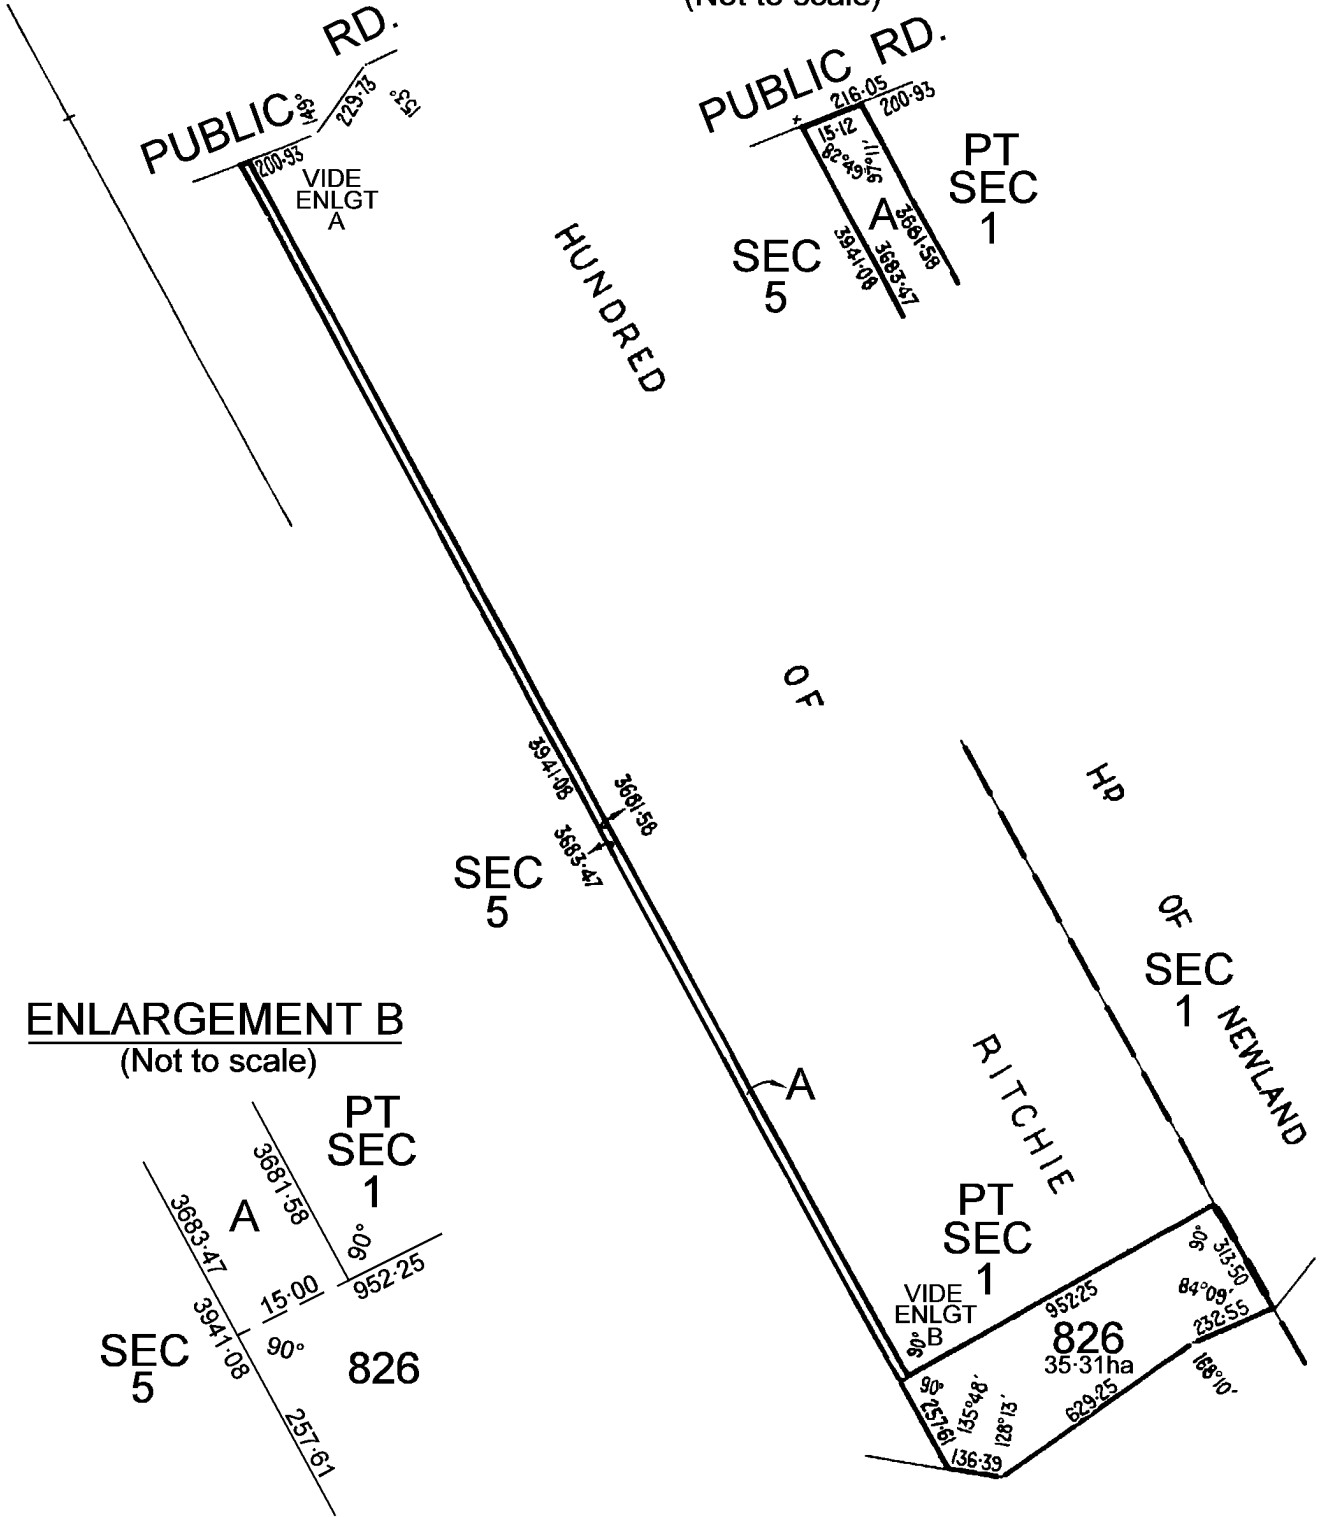 (Not to scale)
PUBLIC RD.
149°
229·73
153°
200·93
VIDE
ENLGT
A
PUBLIC RD.
216·05
200·93
15·12
82°49'
97°11'
A
3681·58
3683·47
3941·08
PT
SEC
1
SEC
5
HUNDRED
OF
RITCHIE
HD
OF
NEWLAND
SEC
1
3941·08
3681·58
3683·47
SEC
5
A
ENLARGEMENT B
(Not to scale)
PT
SEC
1
3681·58
A
3683·47
90°
952·25
15·00
3941·08
90°
SEC
5
826
257·61
PT
SEC
1
VIDE
ENLGT
B
90°
952·25
90°
313·50
84°09'
232·55
826
35·31ha
168°10'
629·25
90°
257·61
135°48'
128°13'
136·39